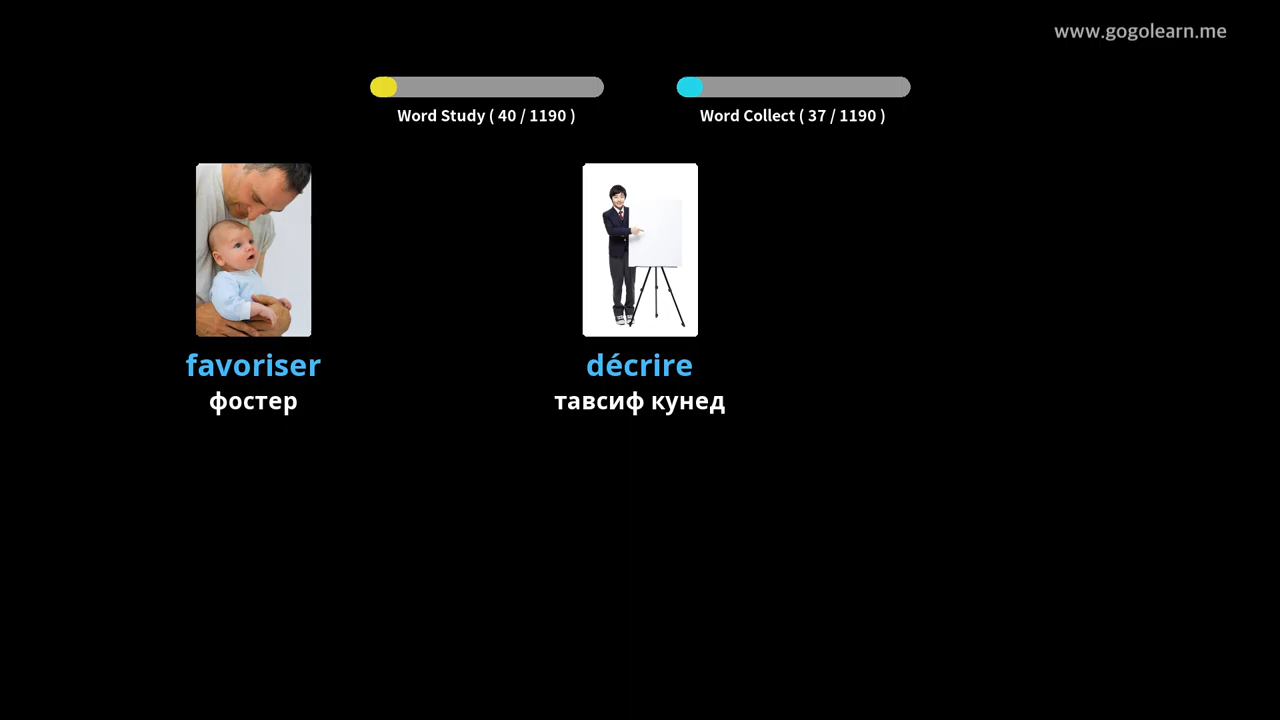 www.gogolearn.me
Word Study ( 40 / 1190 )
Word Collect ( 37 / 1190 )
favoriser
фостер
décrire
тавсиф кунед